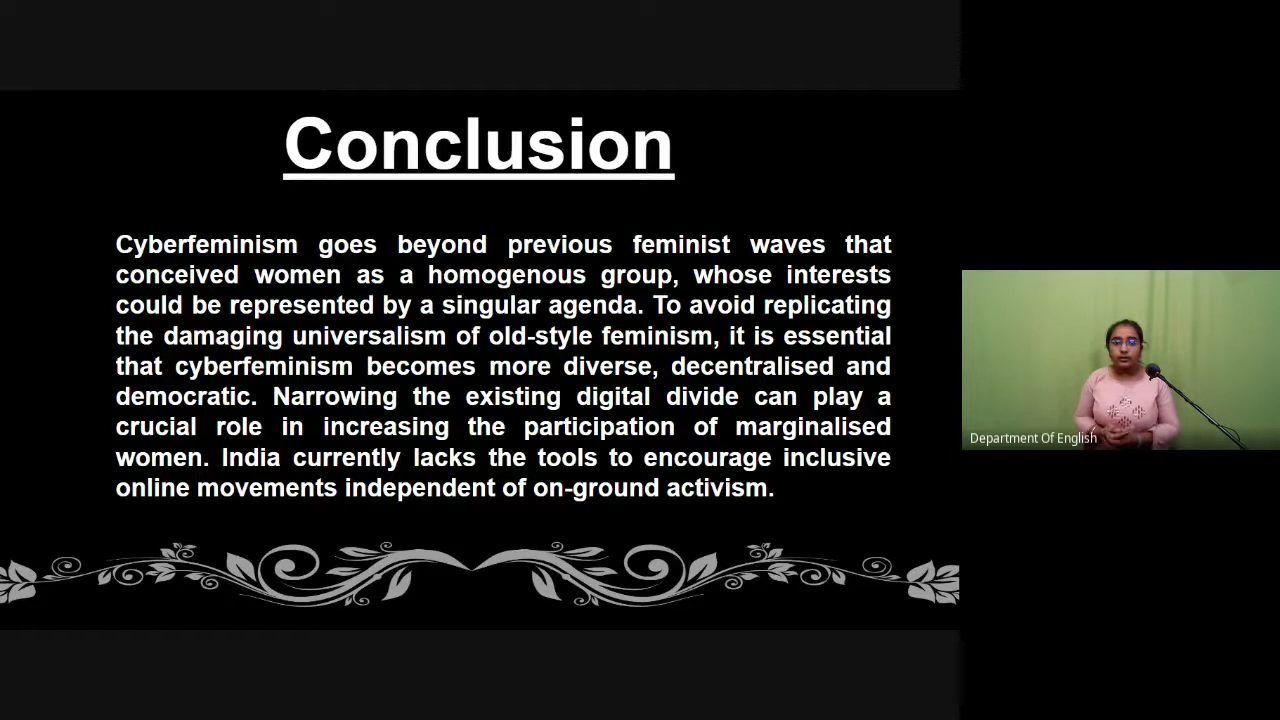 Conclusion
Cyberfeminism goes beyond previous feminist waves that
conceived women as a homogenous group, whose interests
could be represented by a singular agenda. To avoid replicating
the damaging universalism of old-style feminism, it is essential
that cyberfeminism becomes more diverse, decentralised and
democratic. Narrowing the existing digital divide can play a
crucial role in increasing the participation of marginalised
women. India currently lacks the tools to encourage inclusive
online movements independent of on-ground activism.
Department Of English